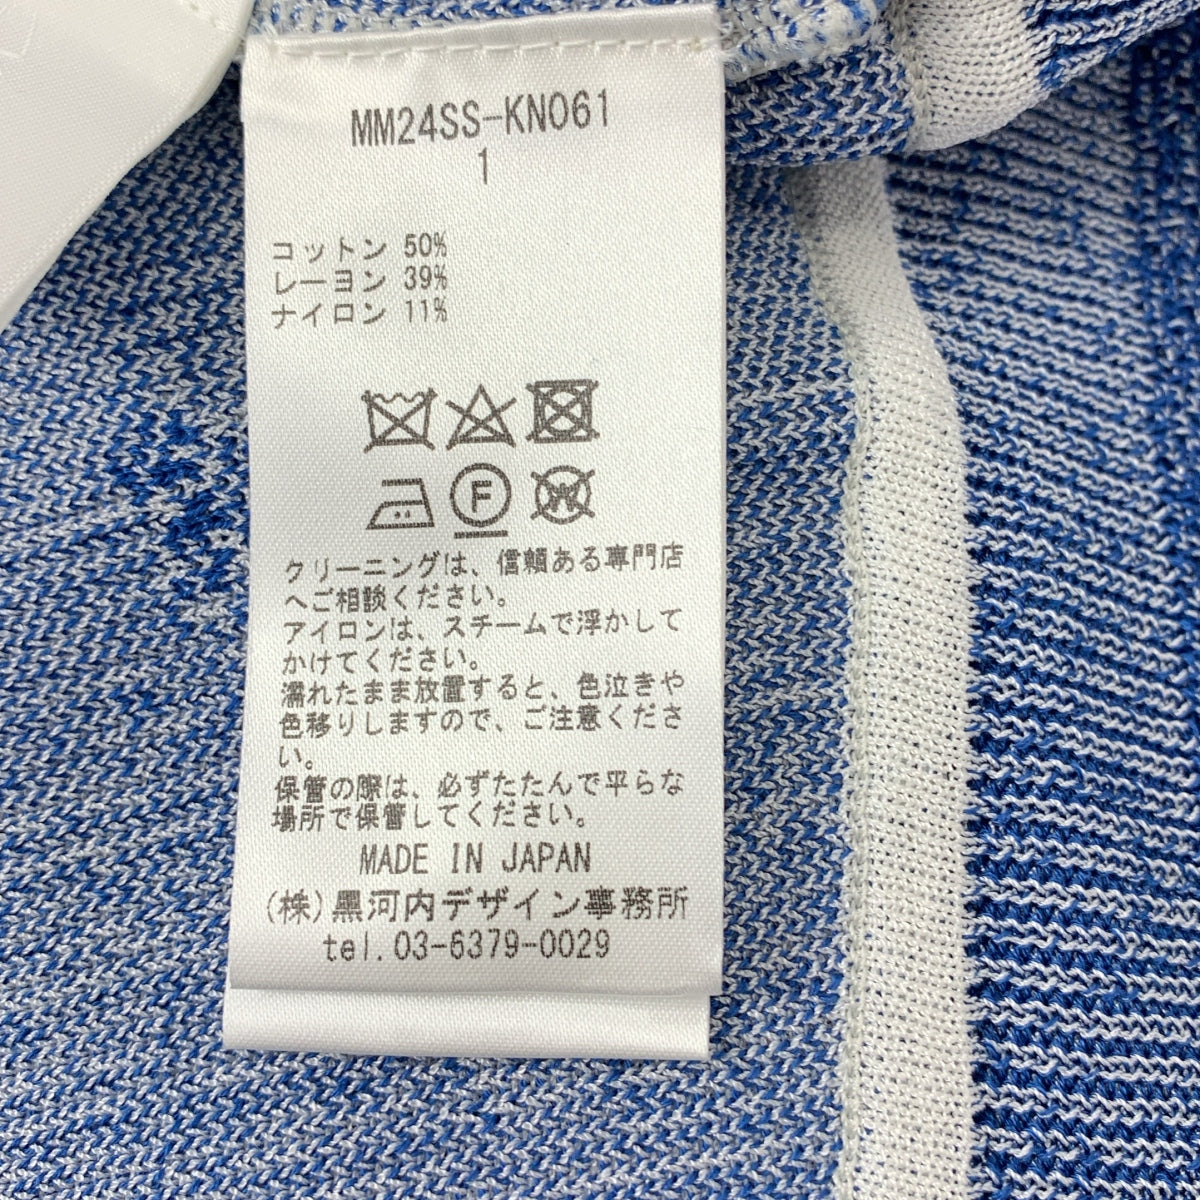 MM24SS-KN061
1
コットン 50%
レーヨン 39%
ナイロン 11%
F
W
クリーニングは、信頼ある専門店
へご相談ください。
アイロンは、スチームで浮かして
かけてください。
濡れたまま放置すると、色泣きや
色移りしますので、ご注意くださ
い。
保管の際は、必ずたたんで平らな
場所で保管してください。
MADE IN JAPAN
(株)黒河内デザイン事務所
tel.03-6379-0029